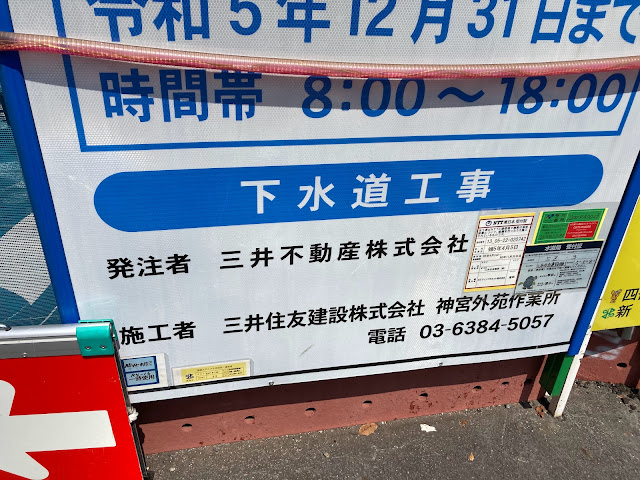 令和5年12月31日まで
時間帯 8:00～18:00
下水道工事
発注者 三井不動産株式会社
施工者 三井住友建設株式会社 神宮外苑作業所
電話 03-6384-5057
四
新